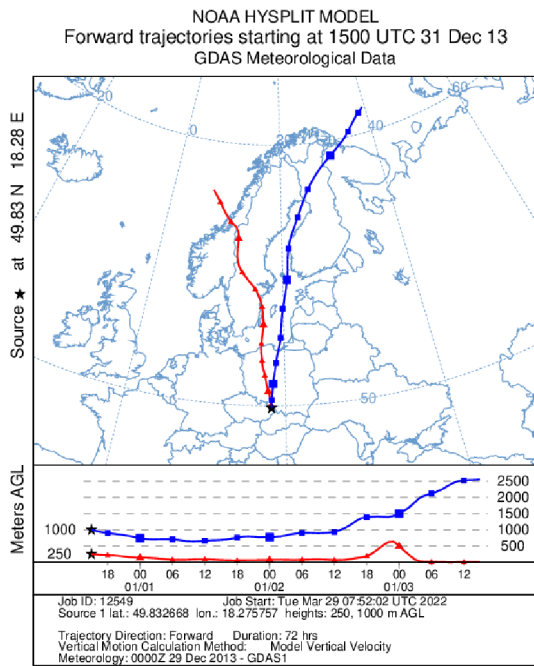 NOAA HYSPLIT MODEL
Forward trajectories starting at 1500 UTC 31 Dec 13
GDAS Meteorological Data
Source ★ at 49.83 N 18.28 E
60
40
20
0
20
50
Meters AGL
2500
2000
1500
1000 1000
500
250
18 00 06 12 18 00 06 12 18 00 06 12
01/01 01/02 01/03
Job ID: 12549 Job Start: Tue Mar 29 07:52:02 UTC 2022
Source 1 lat.: 49.832668 lon.: 18.275757 heights: 250, 1000 m AGL
Trajectory Direction: Forward Duration: 72 hrs
Vertical Motion Calculation Method: Model Vertical Velocity
Meteorology: 0000Z 29 Dec 2013 - GDAS1